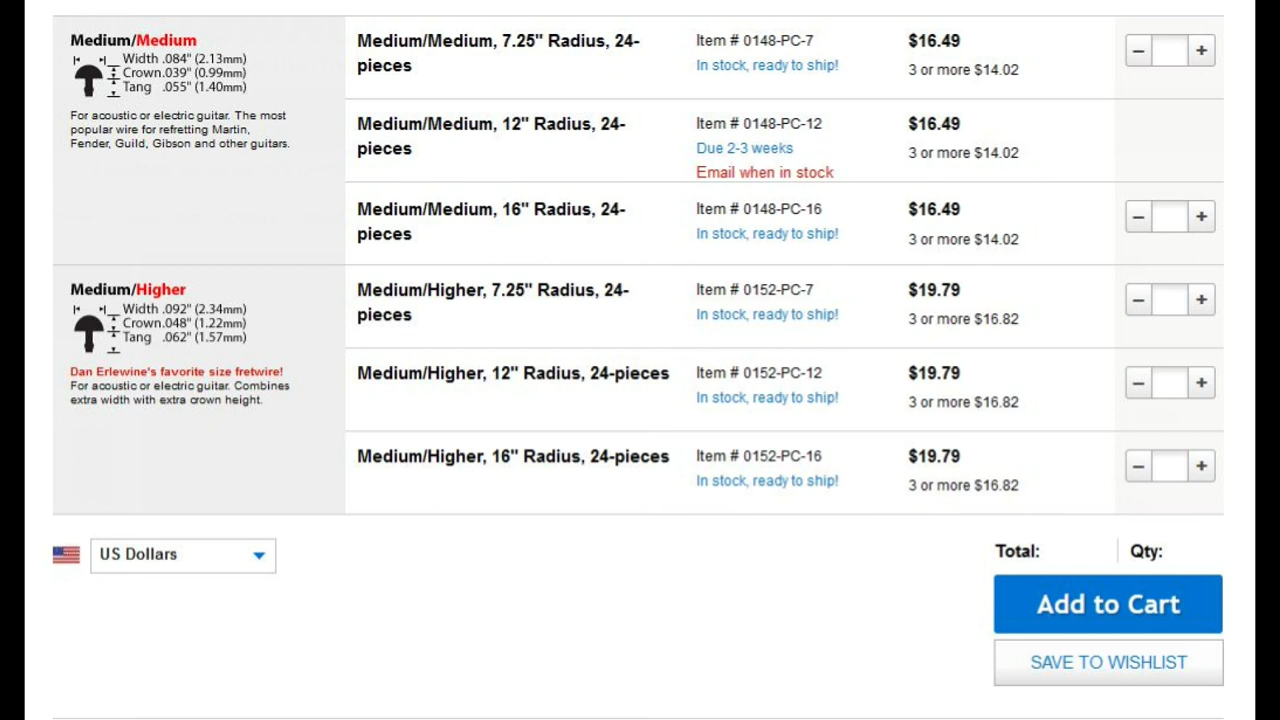 Medium/Medium
Width .084" (2.13mm)
Crown.039" (0.99mm)
Tang .055" (1.40mm)
For acoustic or electric guitar. The most
popular wire for refretting Martin,
Fender, Guild, Gibson and other guitars.
Medium/Medium, 7.25" Radius, 24-
pieces
Item # 0148-PC-7
In stock, ready to ship!
$16.49
3 or more $14.02
− +
Medium/Medium, 12" Radius, 24-
pieces
Item # 0148-PC-12
Due 2-3 weeks
Email when in stock
$16.49
3 or more $14.02
Medium/Medium, 16" Radius, 24-
pieces
Item # 0148-PC-16
In stock, ready to ship!
$16.49
3 or more $14.02
− +
Medium/Higher
Width .092" (2.34mm)
Crown.048" (1.22mm)
Tang .062" (1.57mm)
Dan Erlewine's favorite size fretwire!
For acoustic or electric guitar. Combines
extra width with extra crown height.
Medium/Higher, 7.25" Radius, 24-
pieces
Item # 0152-PC-7
In stock, ready to ship!
$19.79
3 or more $16.82
− +
Medium/Higher, 12" Radius, 24-pieces
Item # 0152-PC-12
In stock, ready to ship!
$19.79
3 or more $16.82
− +
Medium/Higher, 16" Radius, 24-pieces
Item # 0152-PC-16
In stock, ready to ship!
$19.79
3 or more $16.82
− +
US Dollars
Total: Qty:
Add to Cart
SAVE TO WISHLIST